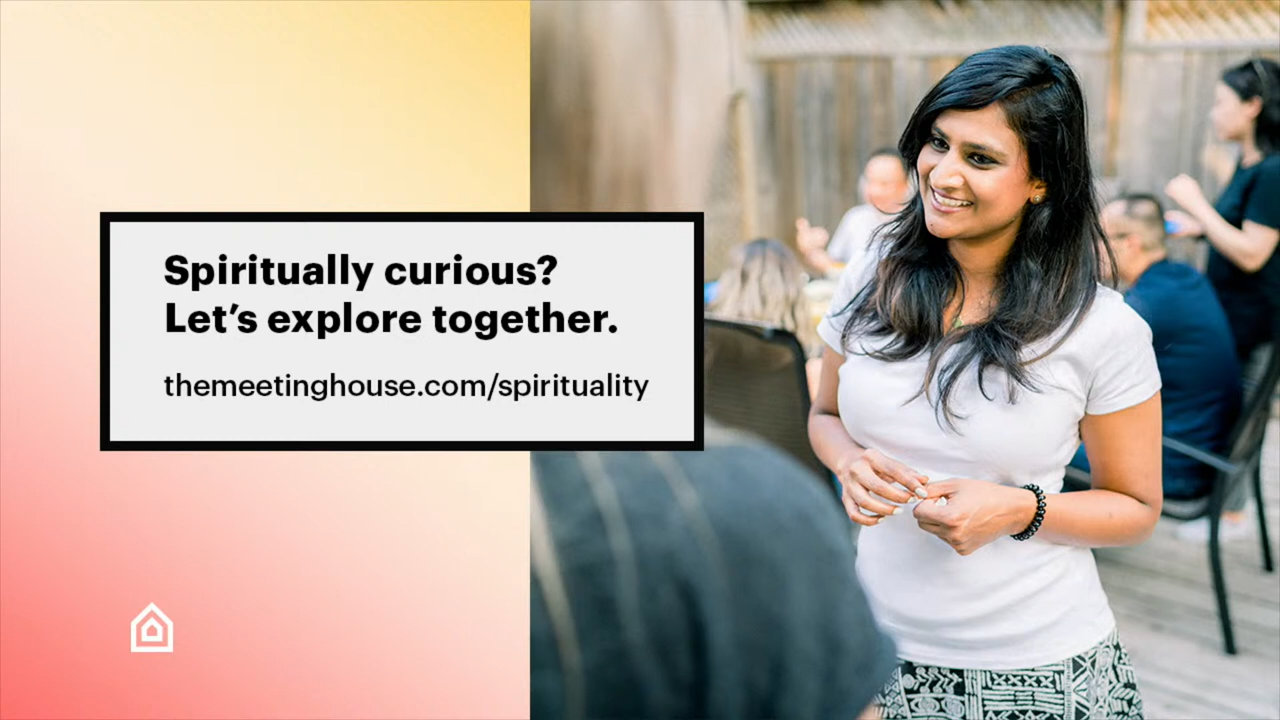 Spiritually curious?
Let’s explore together.
themeetinghouse.com/spirituality